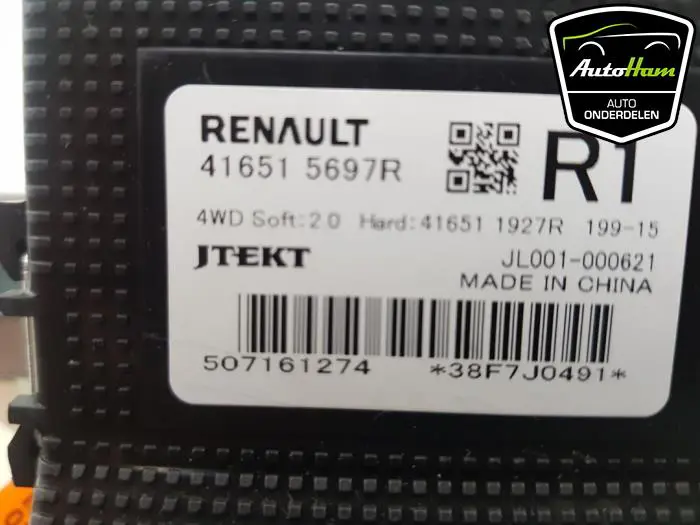 AutoHam
AUTO
ONDERDELEN
RENAULT
41651 5697R
R1
4WD Soft:2.0 Hard:41651 1927R 199-15
JTEKT
JL001-000621
MADE IN CHINA
507161274 *38F7J0491*